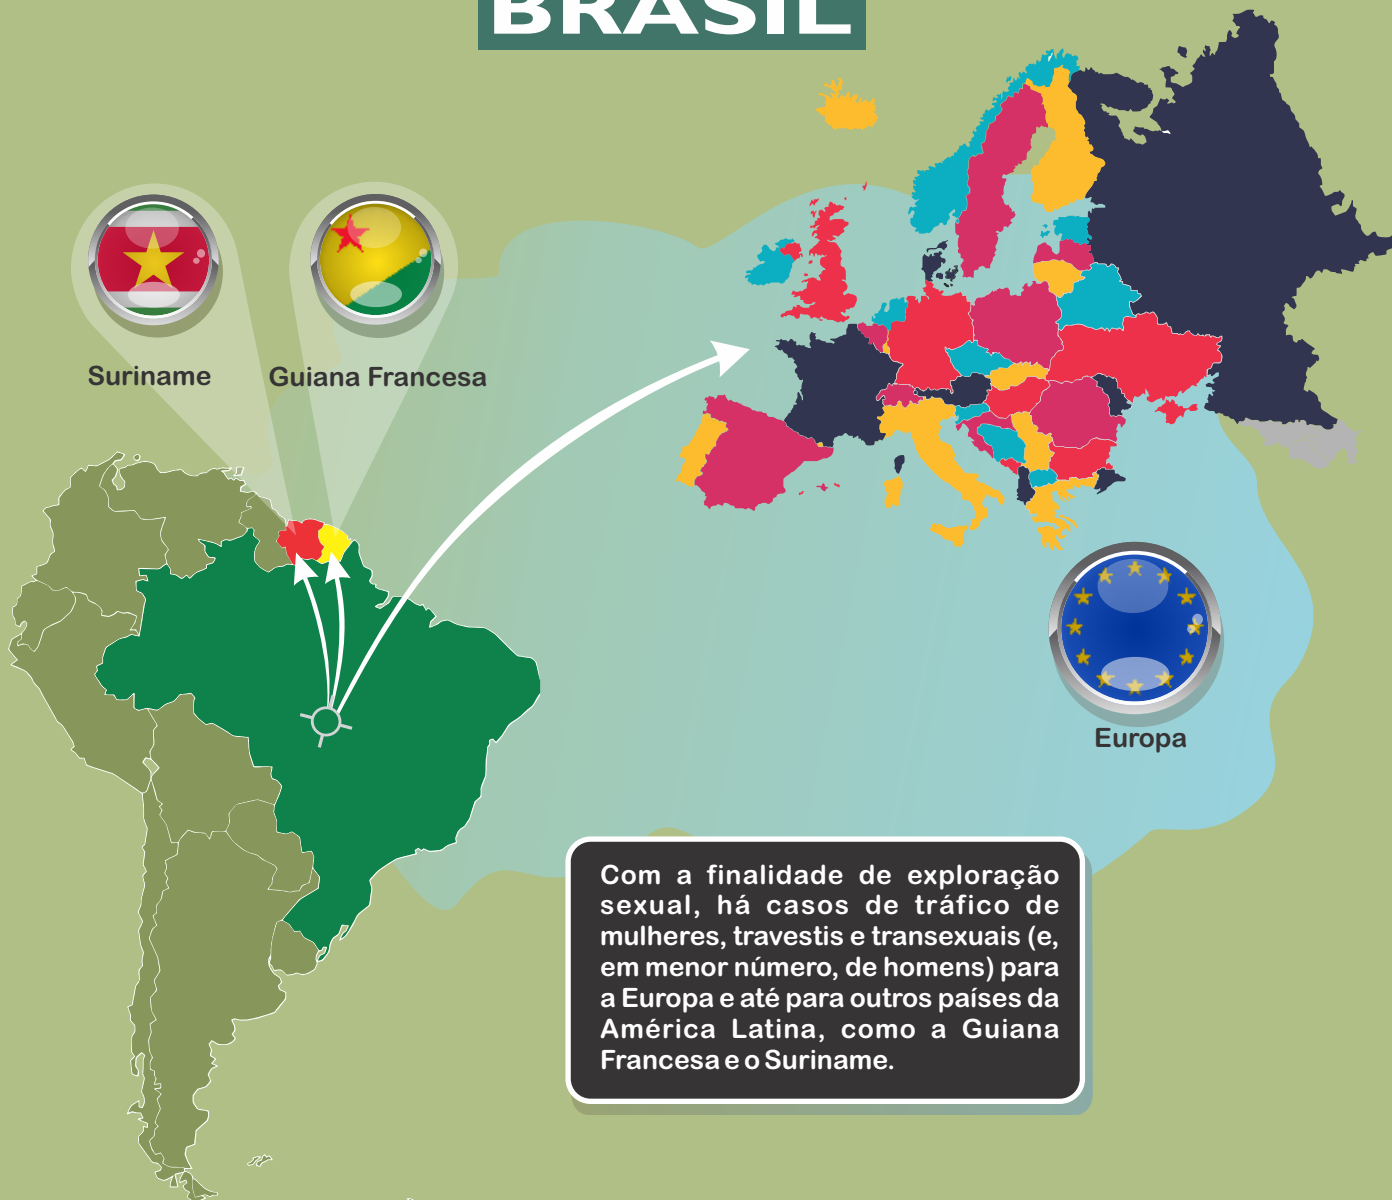 BRASIL
Suriname
Guiana Francesa
Europa
Com a finalidade de exploração
sexual, há casos de tráfico de
mulheres, travestis e transexuais (e,
em menor número, de homens) para
a Europa e até para outros países da
América Latina, como a Guiana
Francesa e o Suriname.